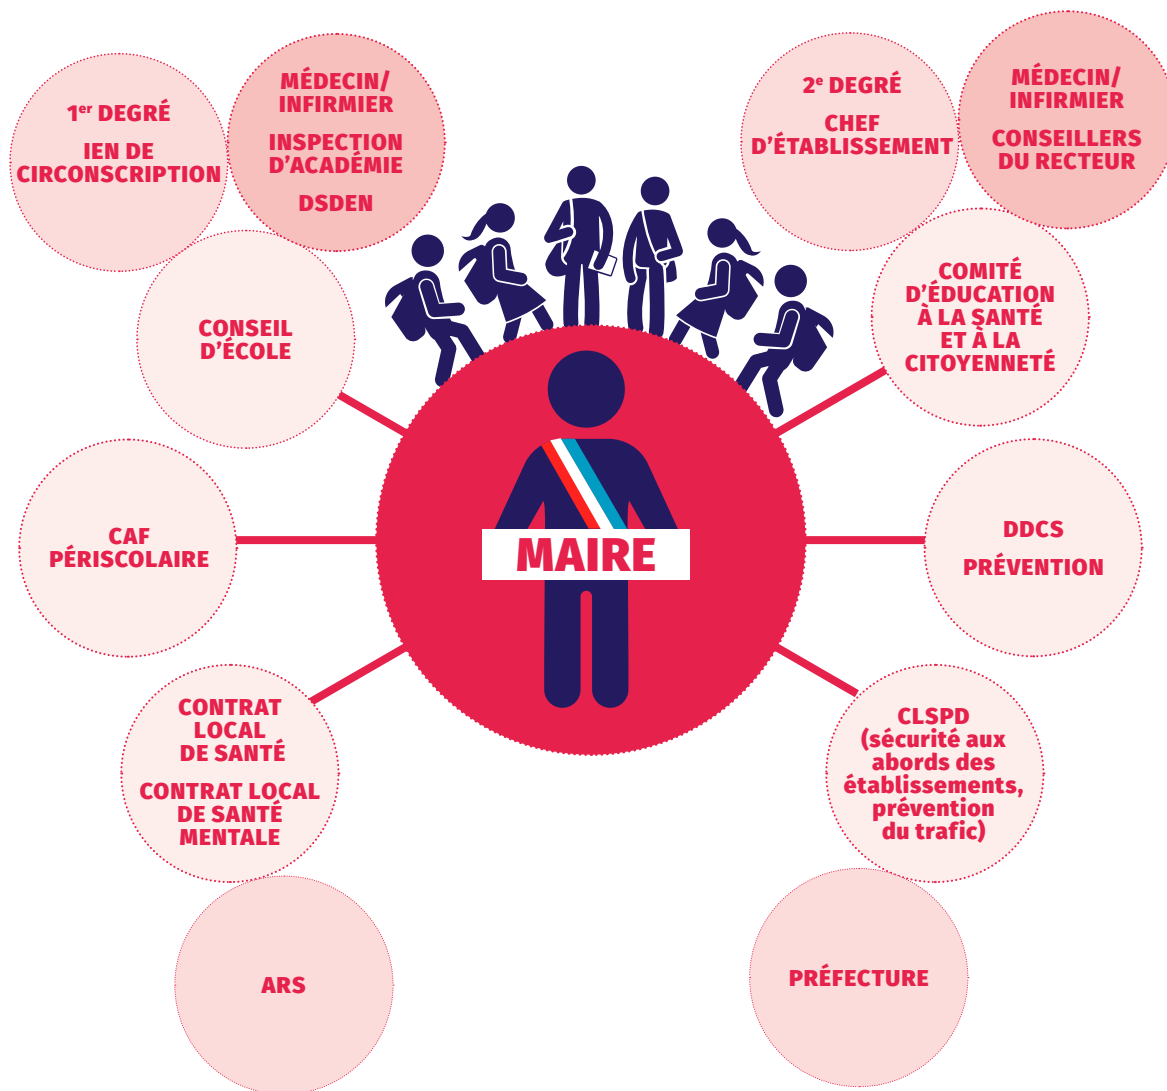 1er DEGRÉ
IEN DE
CIRCONSCRIPTION
MÉDECIN/
INFIRMIER
INSPECTION
D'ACADÉMIE
DSDEN
2e DEGRÉ
CHEF
D'ÉTABLISSEMENT
MÉDECIN/
INFIRMIER
CONSEILLERS
DU RECTEUR
CONSEIL
D'ÉCOLE
COMITÉ
D'ÉDUCATION
À LA SANTÉ
ET À LA
CITOYENNETÉ
CAF
PÉRISCOLAIRE
MAIRE
DDCS
PRÉVENTION
CONTRAT
LOCAL
DE SANTÉ
CONTRAT LOCAL
DE SANTÉ
MENTALE
CLSPD
(sécurité aux
abords des
établissements,
prévention
du trafic)
ARS
PRÉFECTURE